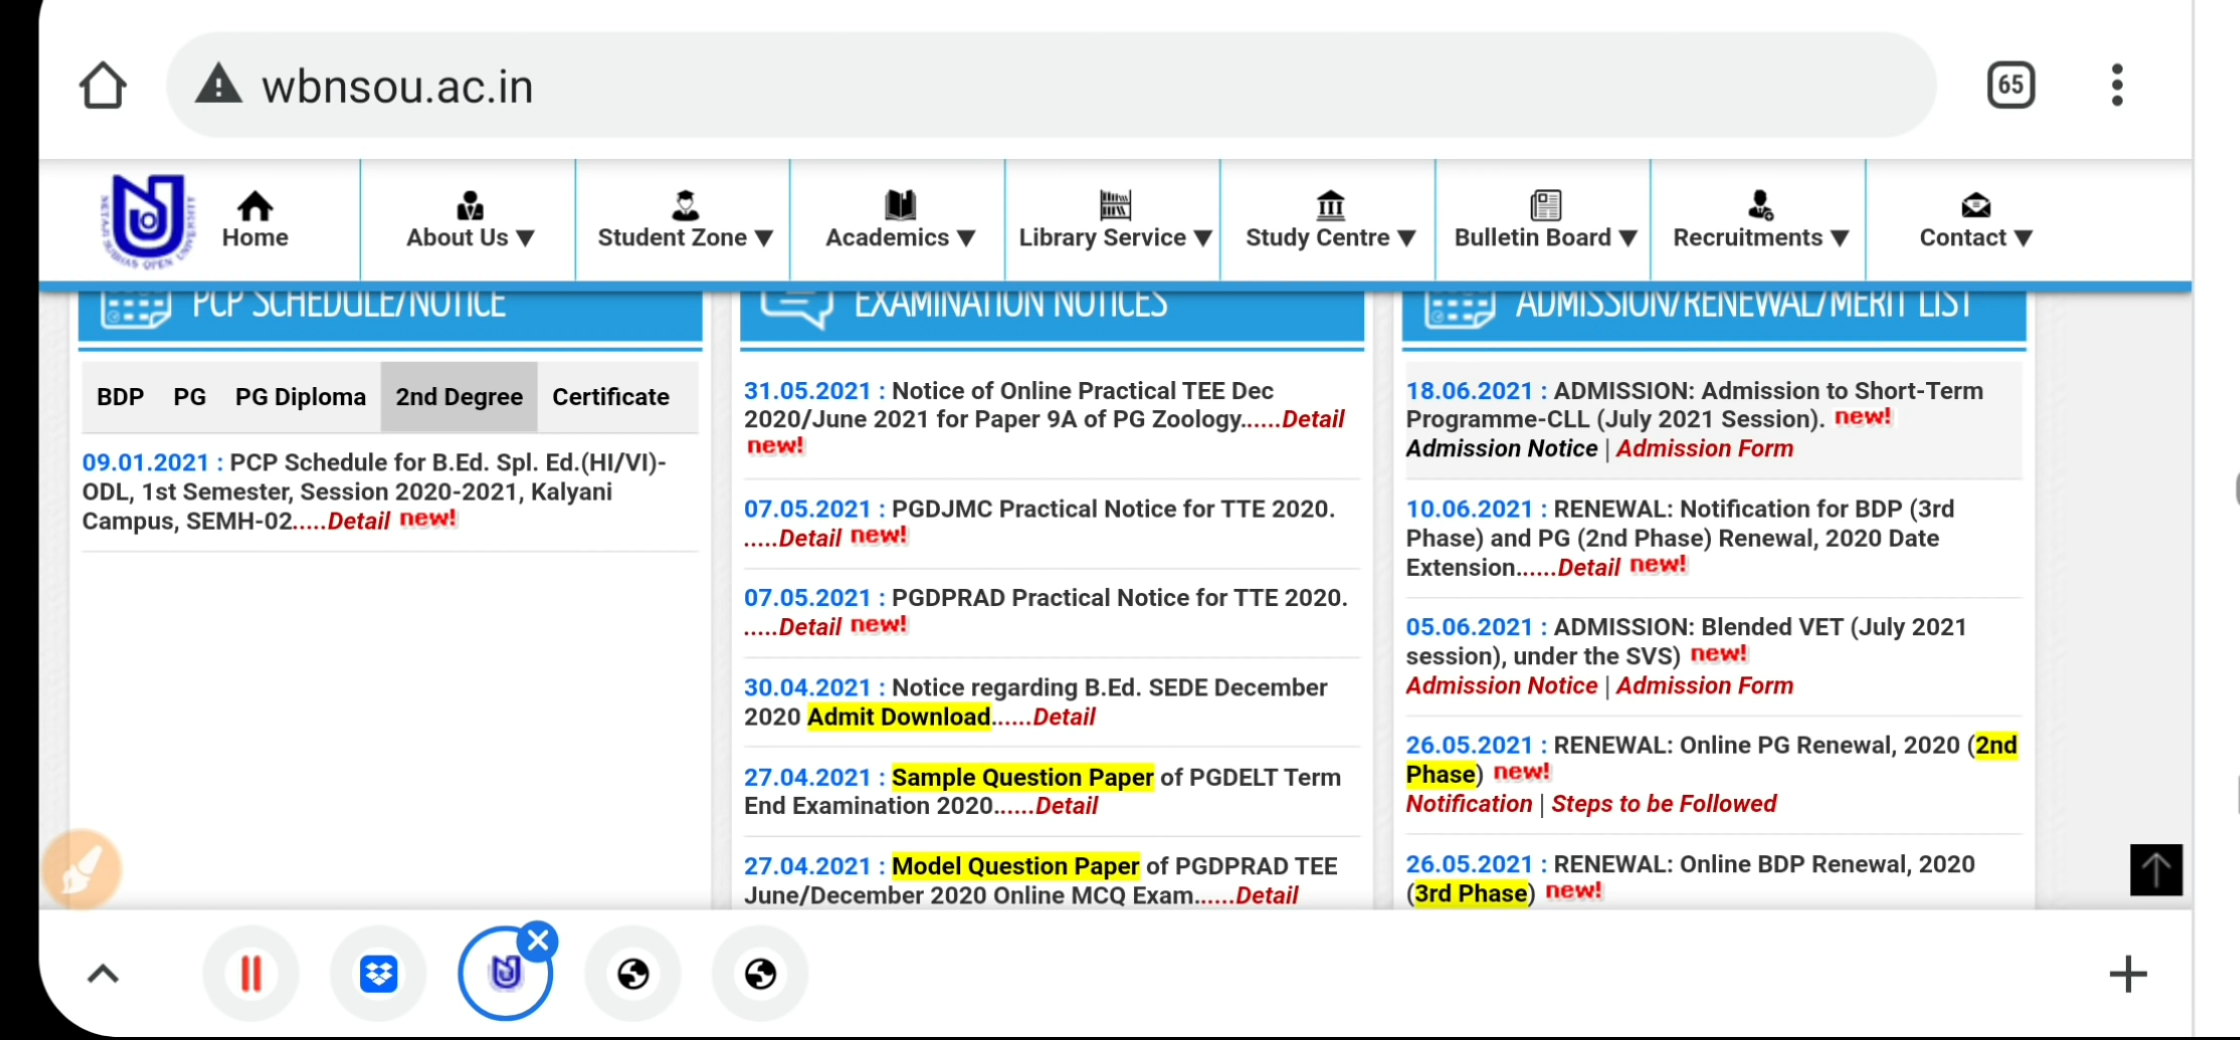 wbnsou.ac.in
65
NETAJI SUBHAS OPEN UNIVERSITY
Home
About Us ▼
Student Zone ▼
Academics ▼
Library Service ▼
Study Centre ▼
Bulletin Board ▼
Recruitments ▼
Contact ▼
PCP SCHEDULE/NOTICE
BDP PG PG Diploma 2nd Degree Certificate
09.01.2021 : PCP Schedule for B.Ed. Spl. Ed.(HI/VI)-
ODL, 1st Semester, Session 2020-2021, Kalyani
Campus, SEMH-02.....Detail new!
EXAMINATION NOTICES
31.05.2021 : Notice of Online Practical TEE Dec
2020/June 2021 for Paper 9A of PG Zoology......Detail
new!
07.05.2021 : PGDJMC Practical Notice for TTE 2020.
.....Detail new!
07.05.2021 : PGDPRAD Practical Notice for TTE 2020.
.....Detail new!
30.04.2021 : Notice regarding B.Ed. SEDE December
2020 Admit Download......Detail
27.04.2021 : Sample Question Paper of PGDELT Term
End Examination 2020......Detail
27.04.2021 : Model Question Paper of PGDPRAD TEE
June/December 2020 Online MCQ Exam......Detail
ADMISSION/RENEWAL/MERIT LIST
18.06.2021 : ADMISSION: Admission to Short-Term
Programme-CLL (July 2021 Session). new!
Admission Notice | Admission Form
10.06.2021 : RENEWAL: Notification for BDP (3rd
Phase) and PG (2nd Phase) Renewal, 2020 Date
Extension......Detail new!
05.06.2021 : ADMISSION: Blended VET (July 2021
session), under the SVS) new!
Admission Notice | Admission Form
26.05.2021 : RENEWAL: Online PG Renewal, 2020 (2nd
Phase) new!
Notification | Steps to be Followed
26.05.2021 : RENEWAL: Online BDP Renewal, 2020
(3rd Phase) new!